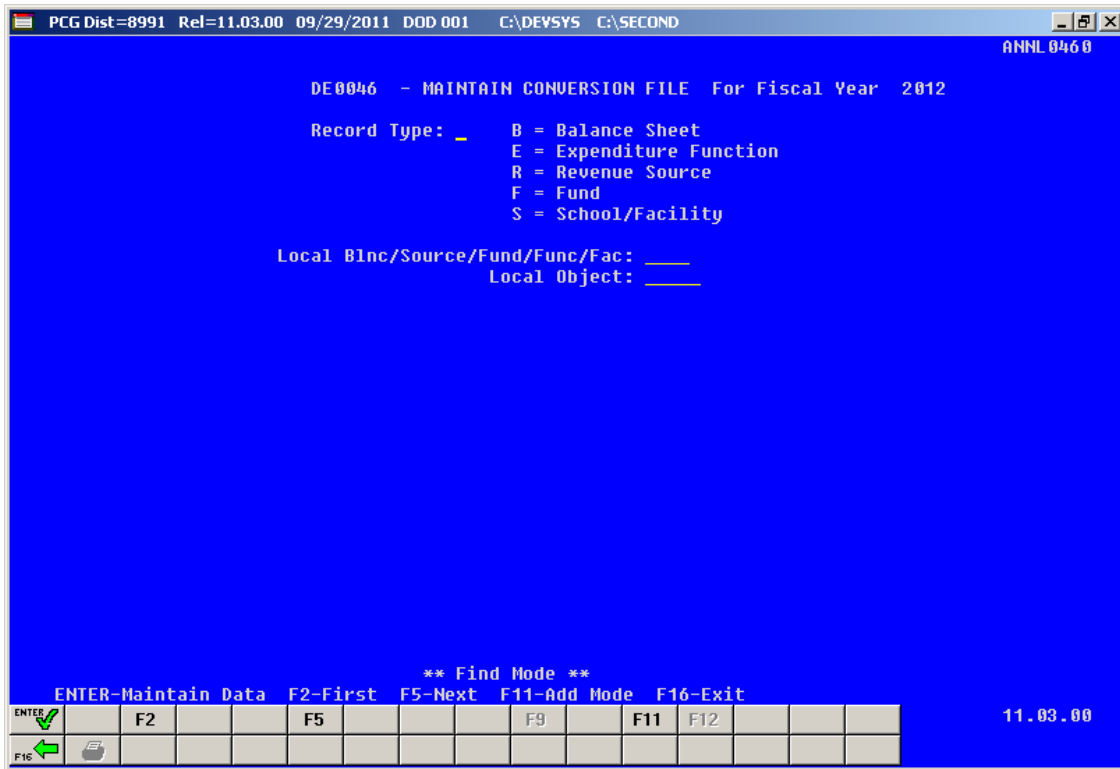 PCG Dist=8991 Rel=11.03.00 09/29/2011 DOD 001 C:\DEVSYS C:\SECOND
ANNL0460
DE0046 - MAINTAIN CONVERSION FILE For Fiscal Year 2012
Record Type: _ B = Balance Sheet
E = Expenditure Function
R = Revenue Source
F = Fund
S = School/Facility
Local Blnc/Source/Fund/Func/Fac: ____
Local Object: _____
** Find Mode **
ENTER-Maintain Data F2-First F5-Next F11-Add Mode F16-Exit
ENTER F2 F5 F9 F11 F12 11.03.00
F16